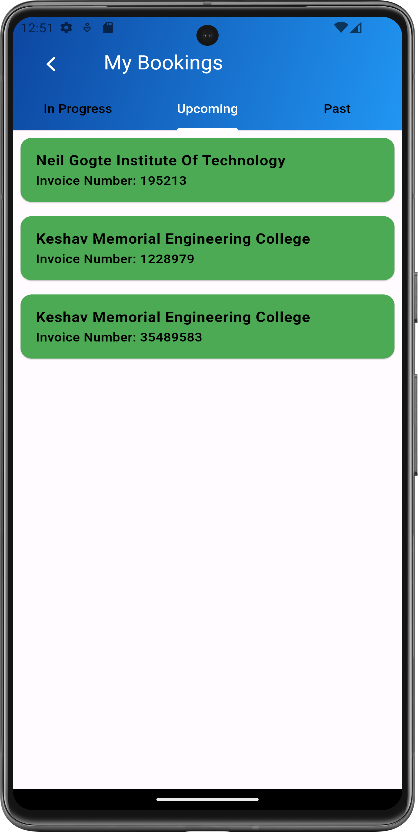 12:51
My Bookings
In Progress
Upcoming
Past
Neil Gogte Institute Of Technology
Invoice Number: 195213
Keshav Memorial Engineering College
Invoice Number: 1228979
Keshav Memorial Engineering College
Invoice Number: 35489583